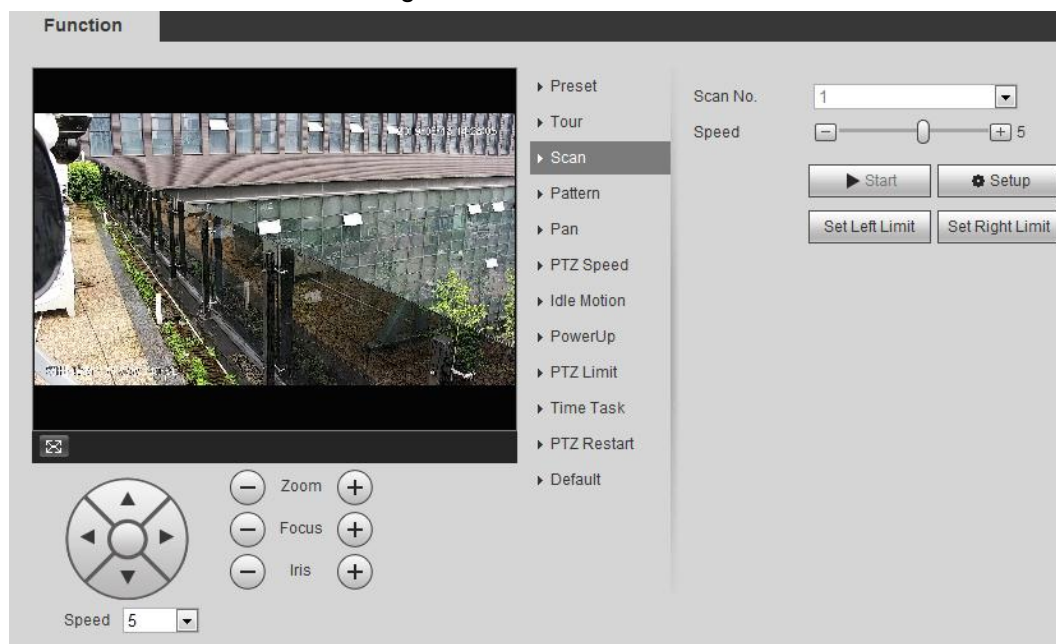 Function
Preset
Tour
Scan
Pattern
Pan
PTZ Speed
Idle Motion
PowerUp
PTZ Limit
Time Task
PTZ Restart
Default
Scan No. 1
Speed 5
Start Setup
Set Left Limit Set Right Limit
Zoom
Focus
Iris
Speed 5